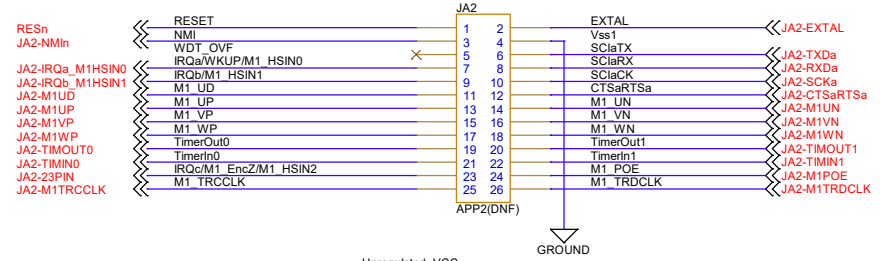 JA2
RESn RESET 1 2 EXTAL JA2-EXTAL
JA2-NMIn NMI 3 4 Vss1
WDT_OVF 5 6 SCIaTX JA2-TXDa
JA2-IRQa_M1HSIN0 IRQa/WKUP/M1_HSIN0 7 8 SCIaRX JA2-RXDa
JA2-IRQb_M1HSIN1 IRQb/M1_HSIN1 9 10 SCIaCK JA2-SCKa
JA2-M1UD M1_UD 11 12 CTSaRTSa JA2-CTSaRTSa
JA2-M1UP M1_UP 13 14 M1_UN JA2-M1UN
JA2-M1VP M1_VP 15 16 M1_VN JA2-M1VN
JA2-M1WP M1_WP 17 18 M1_WN JA2-M1WN
JA2-TIMOUT0 TimerOut0 19 20 TimerOut1 JA2-TIMOUT1
JA2-TIMIN0 TimerIn0 21 22 TimerIn1 JA2-TIMIN1
JA2-23PIN IRQc/M1_EncZ/M1_HSIN2 23 24 M1_POE JA2-M1POE
JA2-M1TRCCLK M1_TRCCLK 25 26 M1_TRDCLK JA2-M1TRDCLK
APP2(DNF)
GROUND